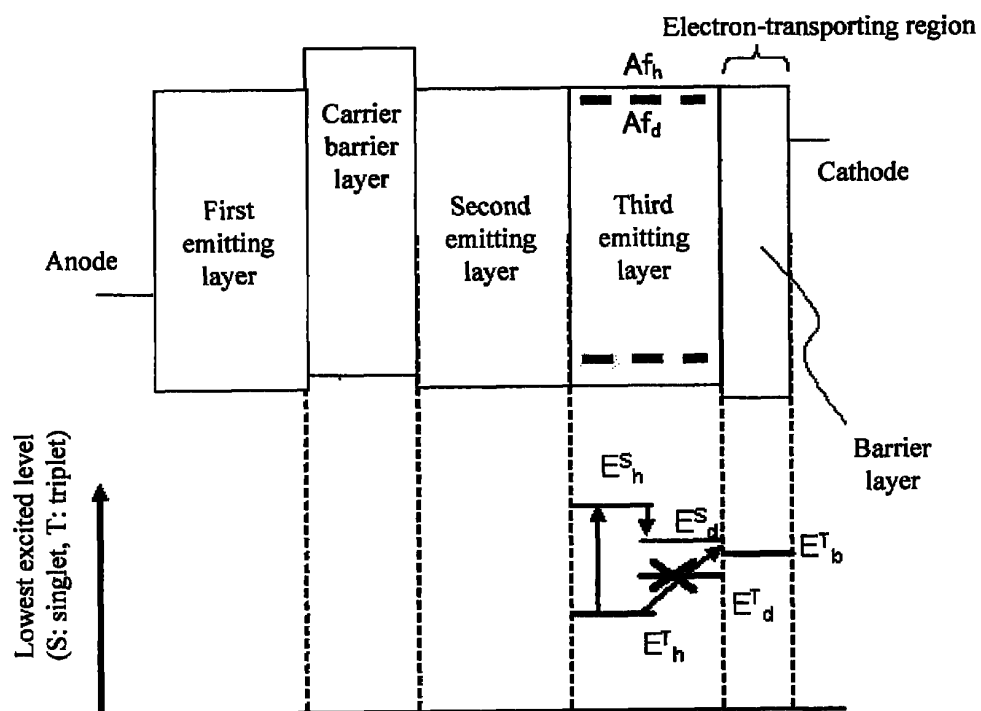 Electron-transporting region
Af_h
Af_d
Carrier
barrier
layer
Cathode
First
emitting
layer
Second
emitting
layer
Third
emitting
layer
Anode
Barrier
layer
Lowest excited level
(S: singlet, T: triplet)
E^S_h
E^S_d
E^T_b
E^T_d
E^T_h